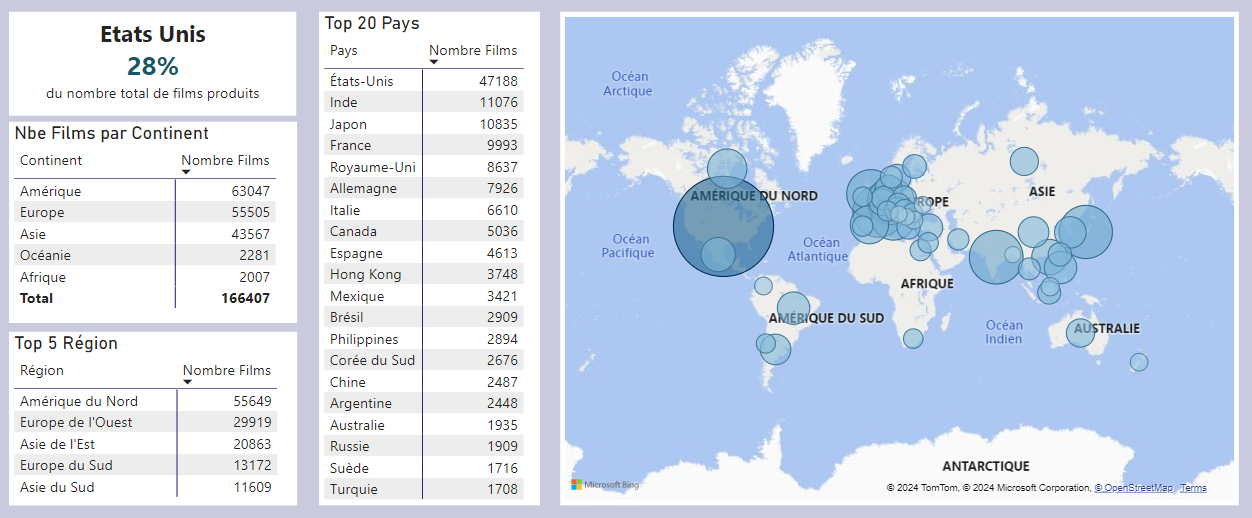 Etats Unis
28%
du nombre total de films produits
Nbe Films par Continent
Continent Nombre Films
Amérique 63047
Europe 55505
Asie 43567
Océanie 2281
Afrique 2007
Total 166407
Top 5 Région
Région Nombre Films
Amérique du Nord 55649
Europe de l'Ouest 29919
Asie de l'Est 20863
Europe du Sud 13172
Asie du Sud 11609
Top 20 Pays
Pays Nombre Films
États-Unis 47188
Inde 11076
Japon 10835
France 9993
Royaume-Uni 8637
Allemagne 7926
Italie 6610
Canada 5036
Espagne 4613
Hong Kong 3748
Mexique 3421
Brésil 2909
Philippines 2894
Corée du Sud 2676
Chine 2487
Argentine 2448
Australie 1935
Russie 1909
Suède 1716
Turquie 1708
Océan
Arctique
AMÉRIQUE DU NORD
ASIE
Océan
Pacifique
Océan
Atlantique
AFRIQUE
AMÉRIQUE DU SUD
Océan
Indien
AUSTRALIE
ANTARCTIQUE
Microsoft Bing
© 2024 TomTom, © 2024 Microsoft Corporation, © OpenStreetMap Terms